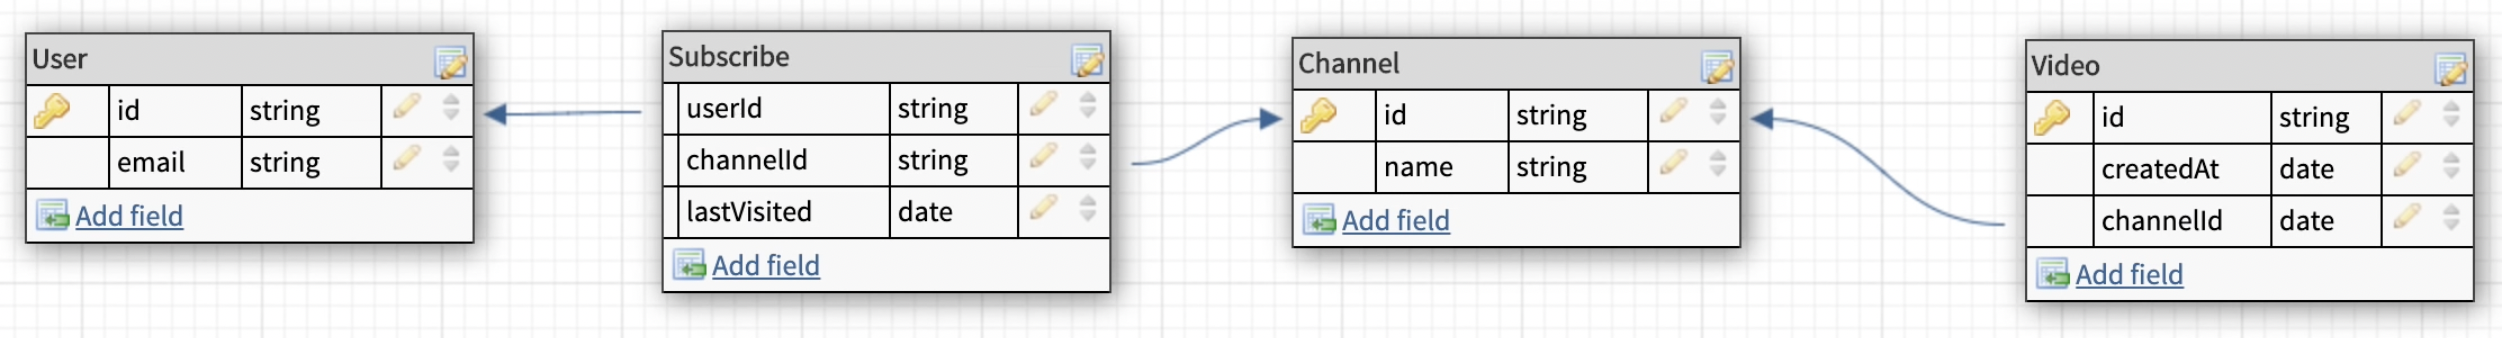 User
id string
email string
Add field
Subscribe
userId string
channelId string
lastVisited date
Add field
Channel
id string
name string
Add field
Video
id string
createdAt date
channelId date
Add field